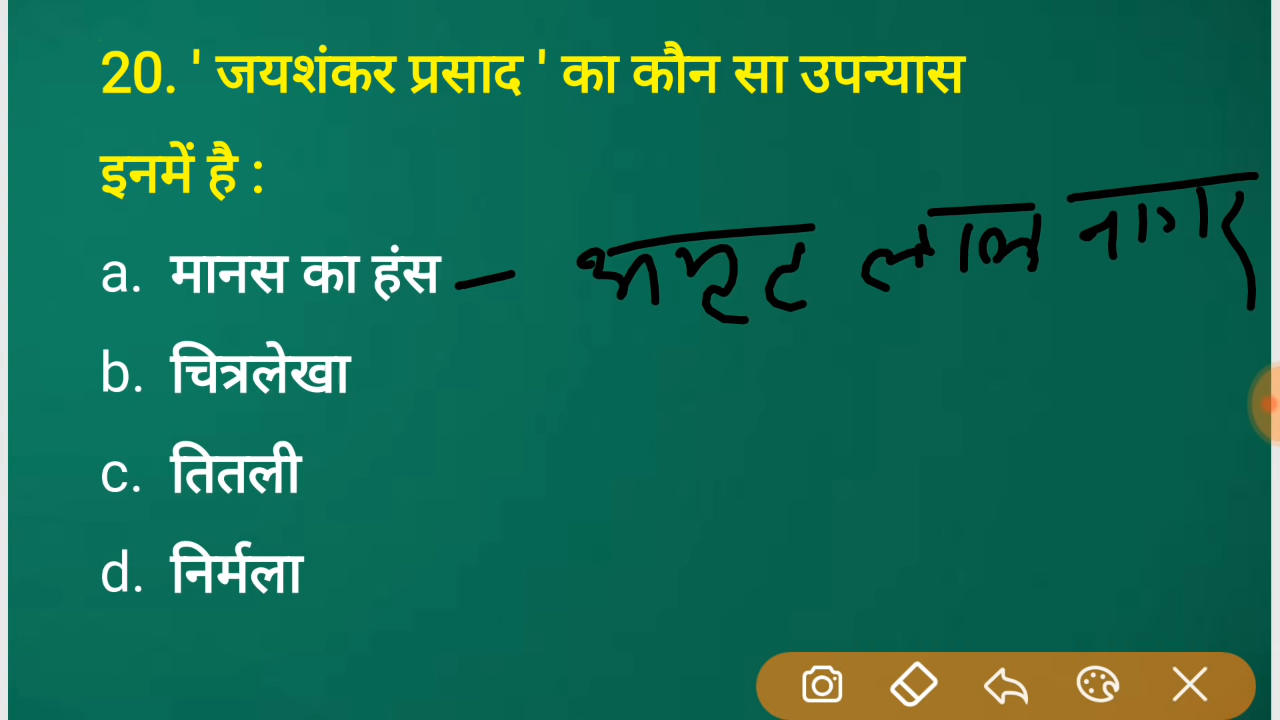 20. ' जयशंकर प्रसाद ' का कौन सा उपन्यास
इनमें है :
a. मानस का हंस – अमृत लाल नागर
b. चित्रलेखा
c. तितली
d. निर्मला